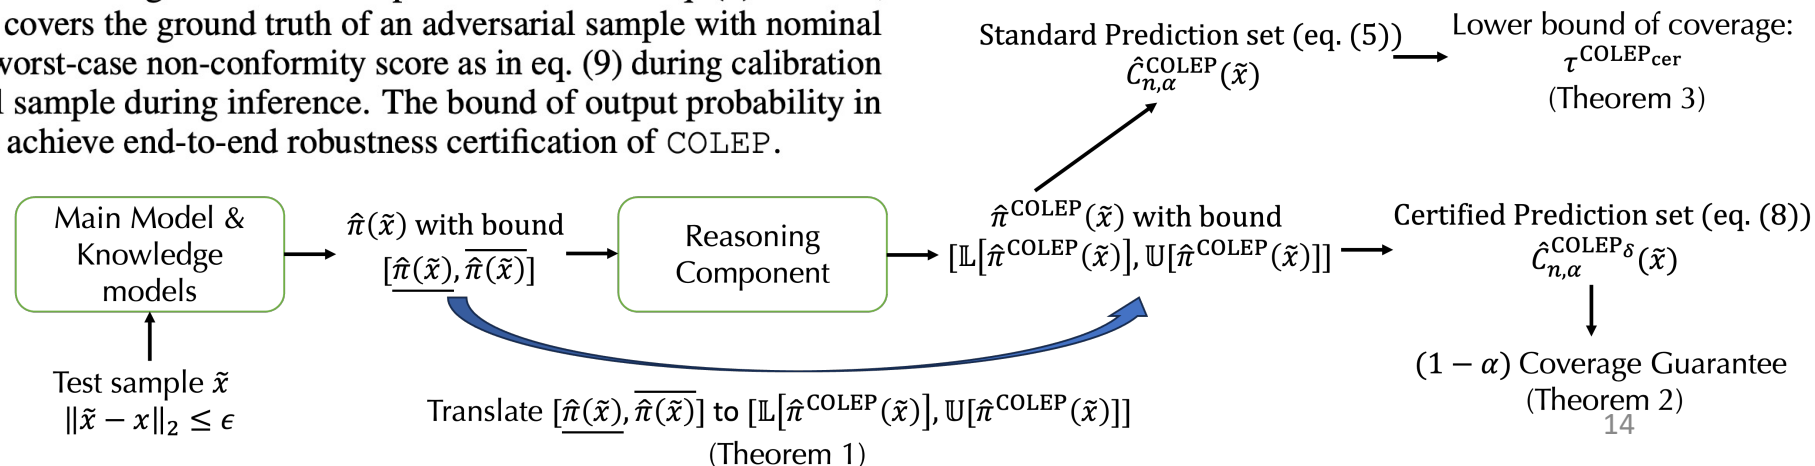 covers the ground truth of an adversarial sample with nominal
worst-case non-conformity score as in eq. (9) during calibration
sample during inference. The bound of output probability in
achieve end-to-end robustness certification of COLEP.
Standard Prediction set (eq. (5))
Ĉₙ,α^COLEP(x̃)
Lower bound of coverage:
τ^COLEP_cer
(Theorem 3)
Main Model &
Knowledge
models
π̂(x̃) with bound
[π̲̂(x̃), π̅̂(x̃)]
Reasoning
Component
π̂^COLEP(x̃) with bound
[𝕃[π̂^COLEP(x̃)], 𝕌[π̂^COLEP(x̃)]]
Certified Prediction set (eq. (8))
Ĉₙ,α^COLEP_δ(x̃)
Test sample x̃
‖x̃ − x‖₂ ≤ ϵ
Translate [π̲̂(x̃), π̅̂(x̃)] to [𝕃[π̂^COLEP(x̃)], 𝕌[π̂^COLEP(x̃)]]
(Theorem 1)
(1 − α) Coverage Guarantee
(Theorem 2)
14